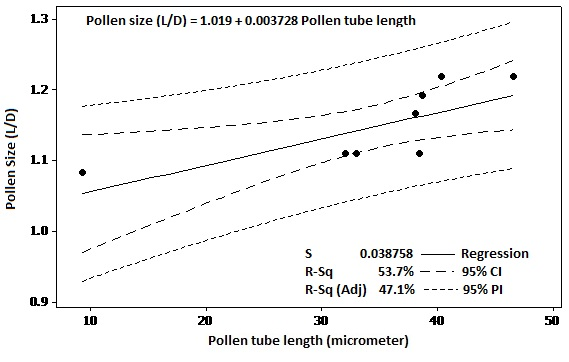 Pollen size (L/D) = 1.019 + 0.003728 Pollen tube length
1.3
1.2
1.1
1.0
0.9
Pollen Size (L/D)
S 0.038758 Regression
R-Sq 53.7% 95% CI
R-Sq (Adj) 47.1% 95% PI
10 20 30 40 50
Pollen tube length (micrometer)